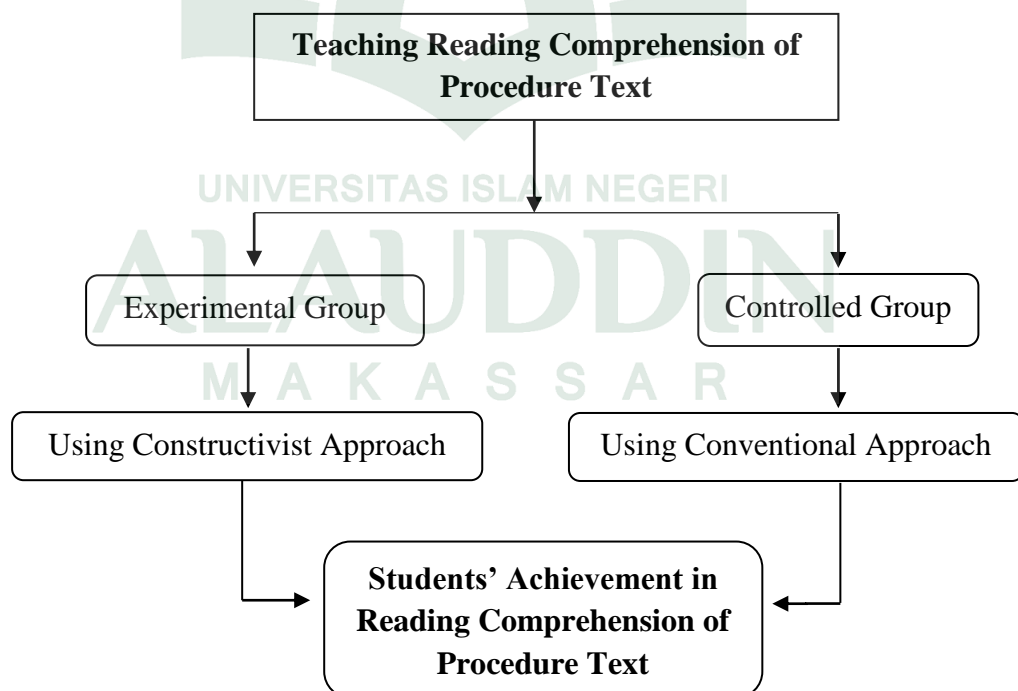 Teaching Reading Comprehension of
Procedure Text
UNIVERSITAS ISLAM NEGERI
ALAUDDIN
Experimental Group
Controlled Group
MAKASSAR
Using Constructivist Approach
Using Conventional Approach
Students’ Achievement in
Reading Comprehension of
Procedure Text